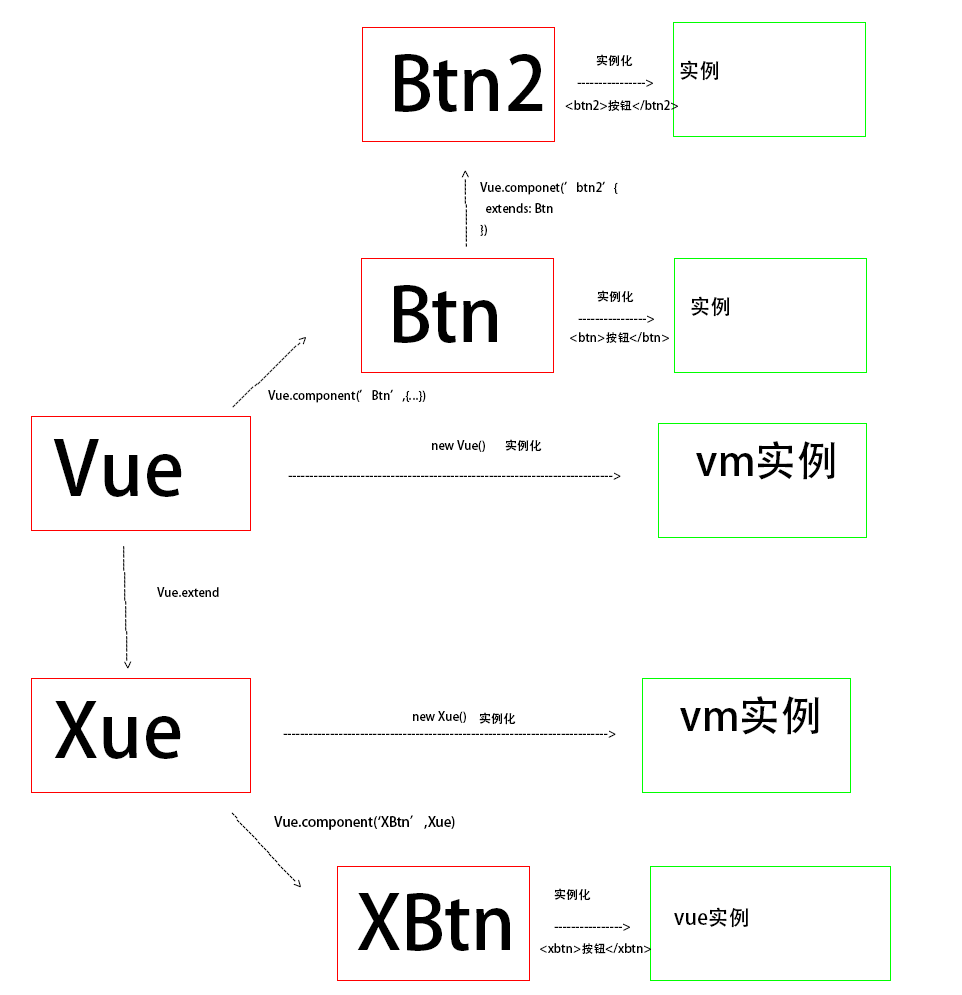 Btn2
实例化
------------->
<btn2>按钮</btn2>
实例
Vue.componet(’btn2’{
extends: Btn
})
Btn
实例化
------------->
<btn>按钮</btn>
实例
Vue.component(’Btn’,{...})
Vue
new Vue() 实例化
vm实例
Vue.extend
Xue
new Xue() 实例化
vm实例
Vue.component(‘XBtn’,Xue)
XBtn
实例化
<xbtn>按钮</xbtn>
vue实例